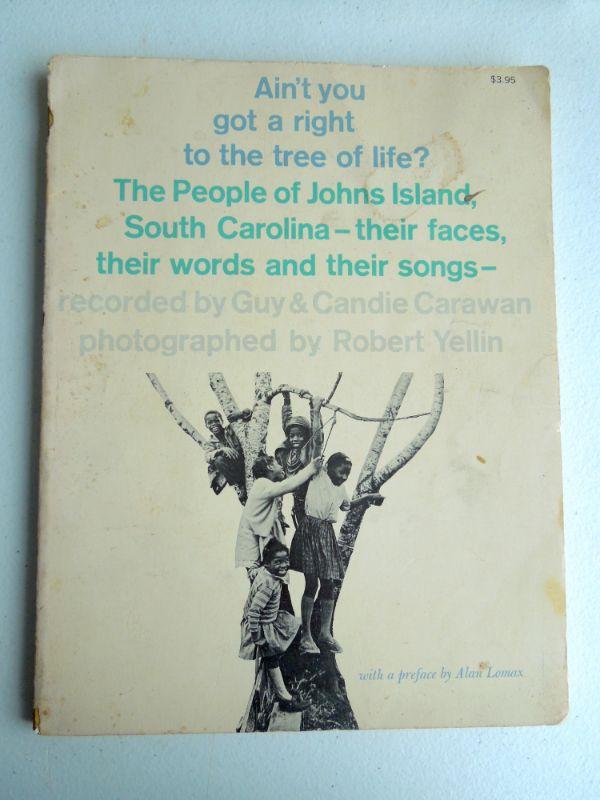 $3.95
Ain't you
got a right
to the tree of life?
The People of Johns Island,
South Carolina – their faces,
their words and their songs –
recorded by Guy & Candie Carawan
photographed by Robert Yellin
with a preface by Alan Lomax